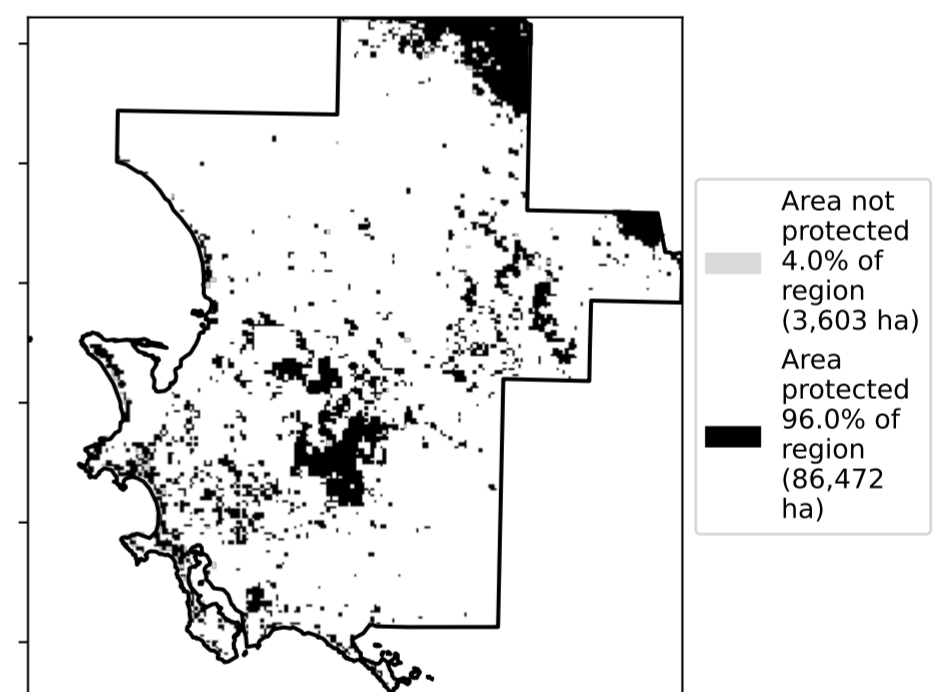 Area not
protected
4.0% of
region
(3,603 ha)
Area
protected
96.0% of
region
(86,472
ha)